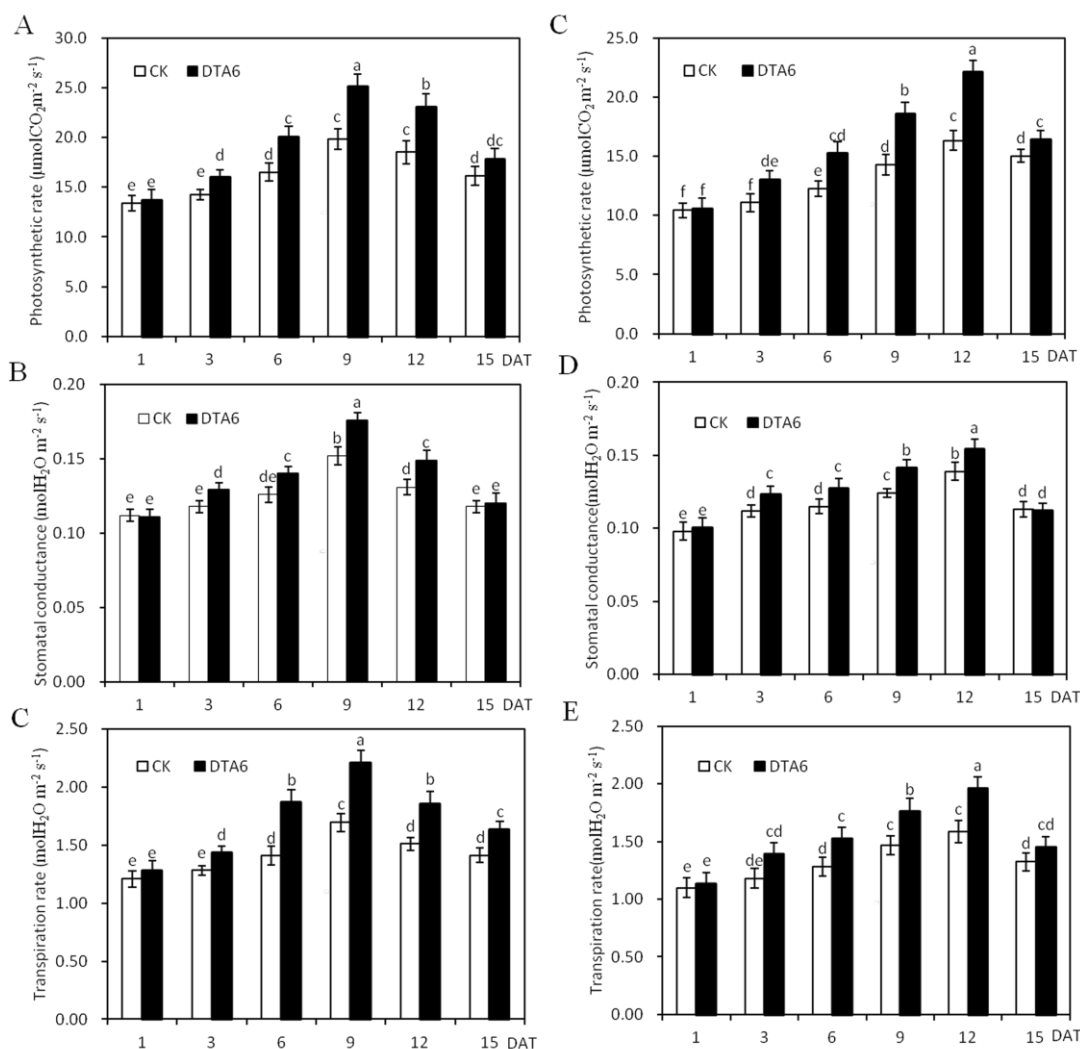 A
Photosynthetic rate (μmolCO₂m⁻² s⁻¹)
30.0
25.0
20.0
15.0
10.0
5.0
0.0
CK DTA6
e e e d d c d a c b d dc
1 3 6 9 12 15 DAT
C
Photosynthetic rate (μmolCO₂m⁻² s⁻¹)
25.0
20.0
15.0
10.0
5.0
0.0
CK DTA6
f f f de e cd d b c a d c
1 3 6 9 12 15 DAT
B
Stomatal conductance (molH₂O m⁻² s⁻¹)
0.20
0.15
0.10
0.05
0.00
CK DTA6
e e e d de c b a d c e e
1 3 6 9 12 15 DAT
D
Stomatal conductance(molH₂O m⁻² s⁻¹)
0.20
0.15
0.10
0.05
0.00
CK DTA6
e e d c d c c b b a d d
1 3 6 9 12 15 DAT
C
Transpiration rate (molH₂O m⁻² s⁻¹)
2.50
2.00
1.50
1.00
0.50
0.00
CK DTA6
e e e d d b c a d b d c
1 3 6 9 12 15 DAT
E
Transpiration rate(molH₂O m⁻² s⁻¹)
2.50
2.00
1.50
1.00
0.50
0.00
CK DTA6
e e de cd d c c b c a d cd
1 3 6 9 12 15 DAT